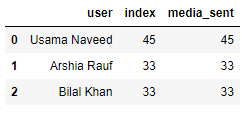 user index media_sent
0 Usama Naveed 45 45
1 Arshia Rauf 33 33
2 Bilal Khan 33 33